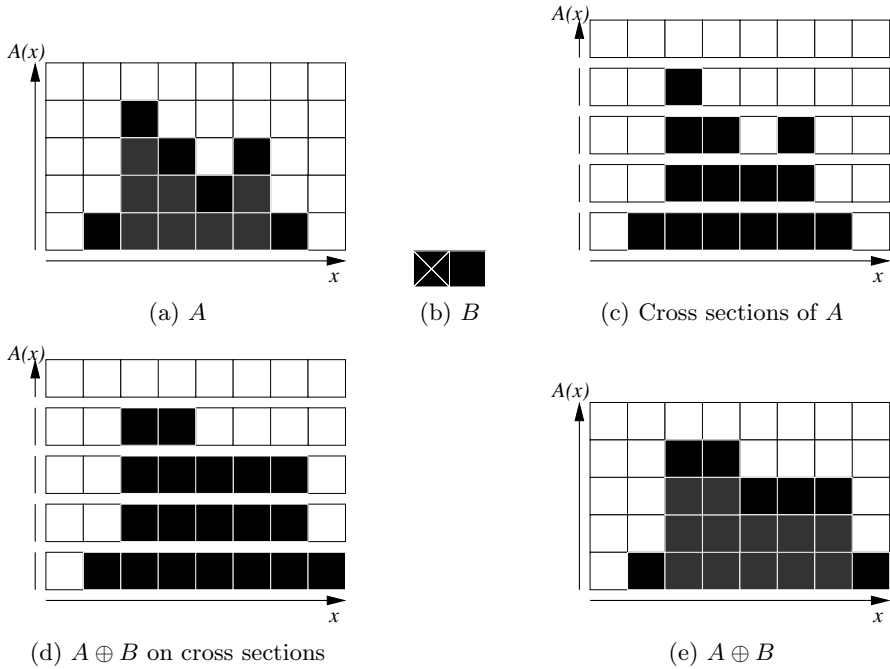 A(x)
x
(a) A
(b) B
A(x)
x
(c) Cross sections of A
A(x)
x
(d) A ⊕ B on cross sections
A(x)
x
(e) A ⊕ B